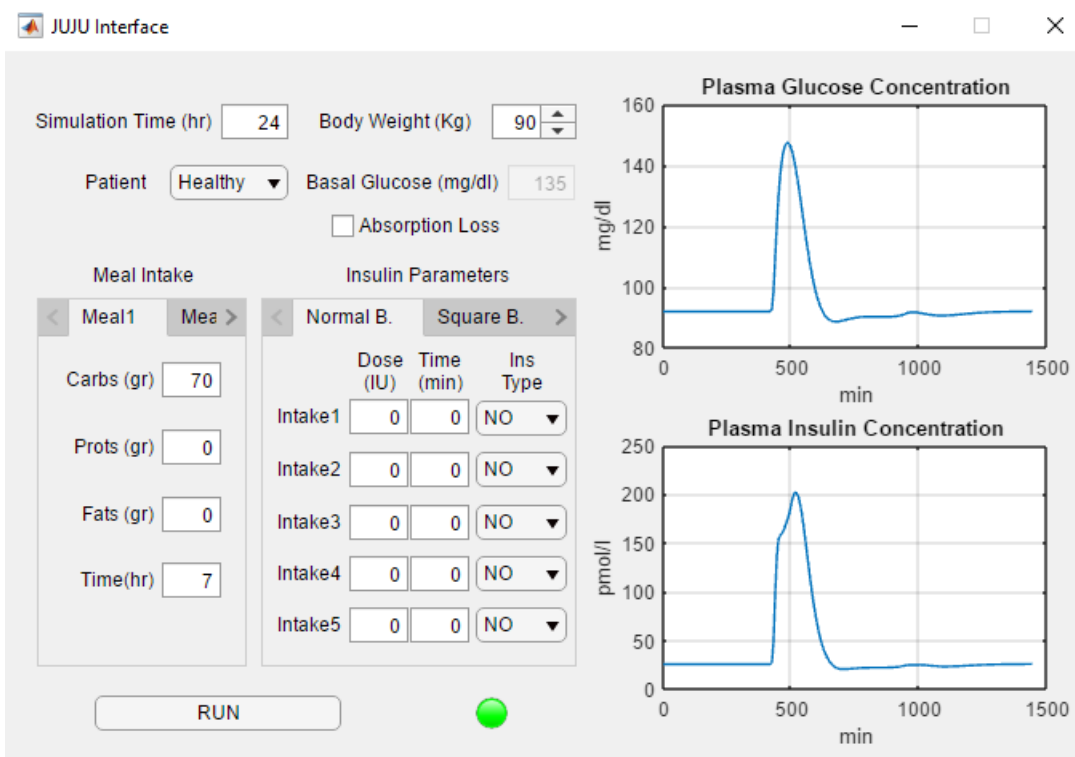 JUJU Interface
Simulation Time (hr) 24 Body Weight (Kg) 90
Patient Healthy Basal Glucose (mg/dl) 135
Absorption Loss
Meal Intake
Meal1 Mea
Carbs (gr) 70
Prots (gr) 0
Fats (gr) 0
Time(hr) 7
Insulin Parameters
Normal B. Square B.
Dose (IU) Time (min) Ins Type
Intake1 0 0 NO
Intake2 0 0 NO
Intake3 0 0 NO
Intake4 0 0 NO
Intake5 0 0 NO
RUN
Plasma Glucose Concentration
160
140
120
100
80
mg/dl
0 500 1000 1500
min
Plasma Insulin Concentration
250
200
150
100
50
0
pmol/l
0 500 1000 1500
min